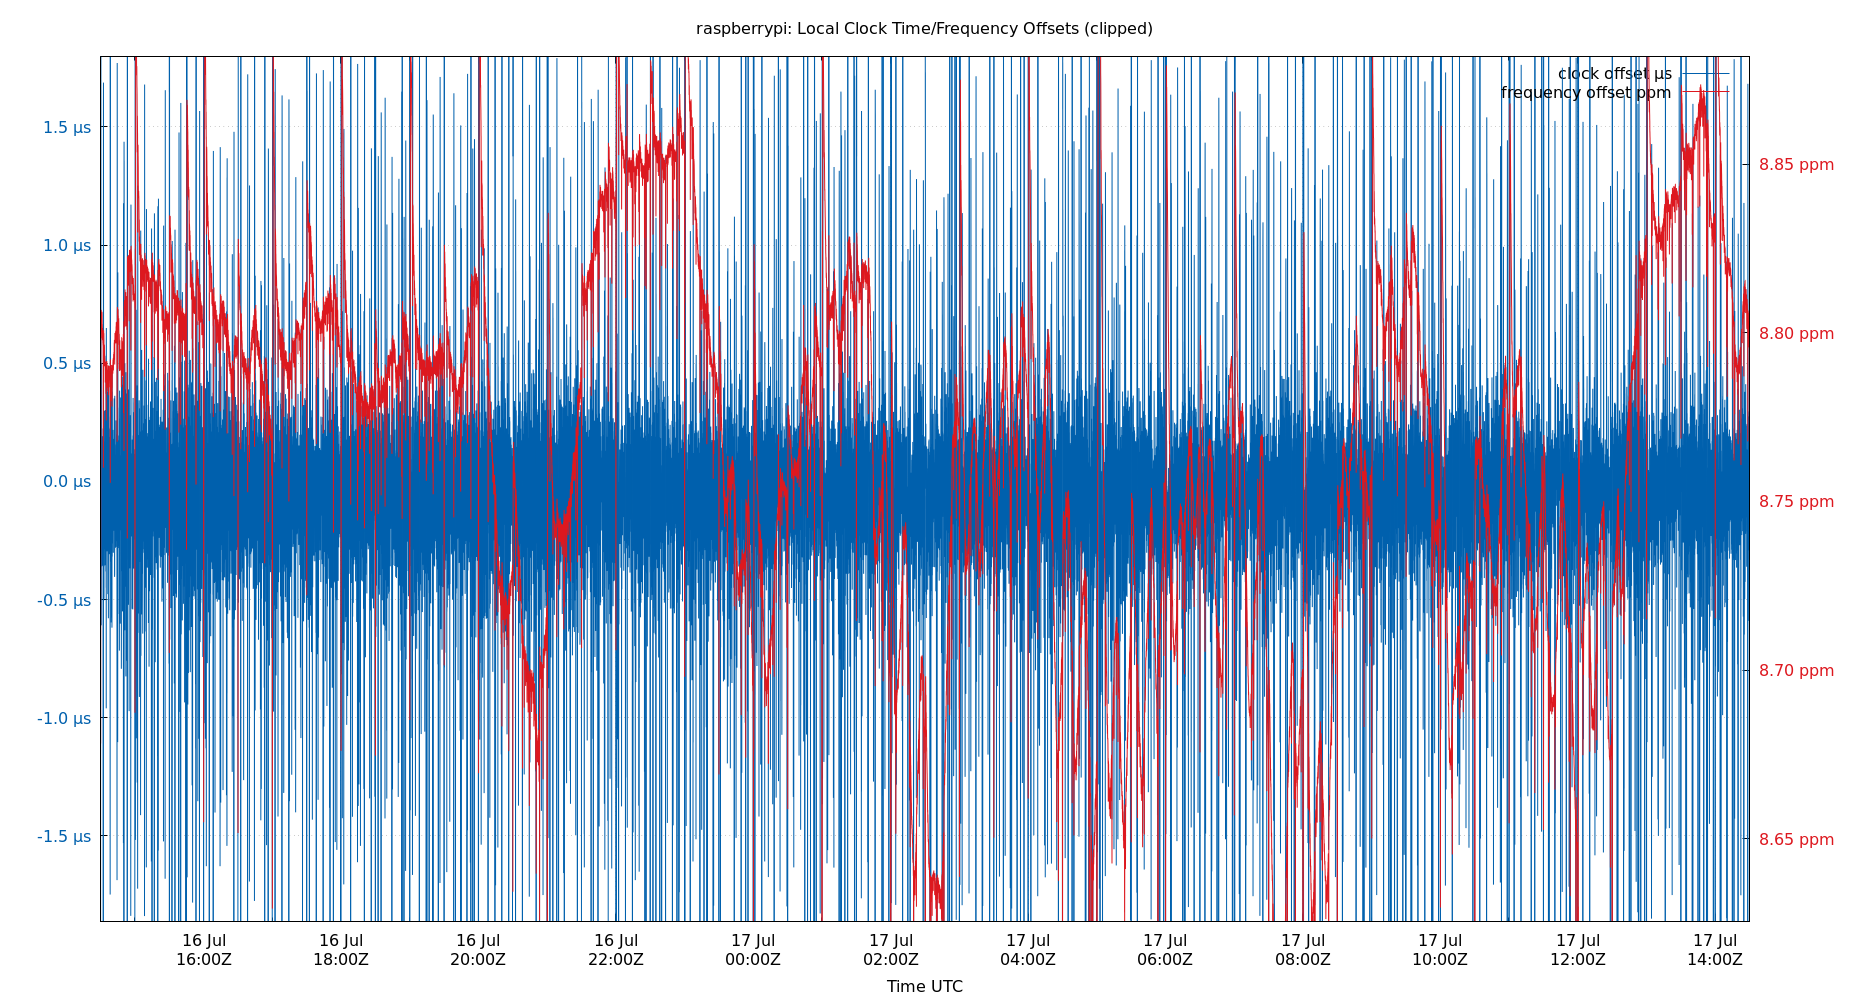 raspberrypi: Local Clock Time/Frequency Offsets (clipped)
clock offset µs
frequency offset ppm
1.5 µs
1.0 µs
0.5 µs
0.0 µs
-0.5 µs
-1.0 µs
-1.5 µs
8.85 ppm
8.80 ppm
8.75 ppm
8.70 ppm
8.65 ppm
16 Jul 16 Jul 16 Jul 16 Jul 17 Jul 17 Jul 17 Jul 17 Jul 17 Jul 17 Jul 17 Jul 17 Jul
16:00Z 18:00Z 20:00Z 22:00Z 00:00Z 02:00Z 04:00Z 06:00Z 08:00Z 10:00Z 12:00Z 14:00Z
Time UTC